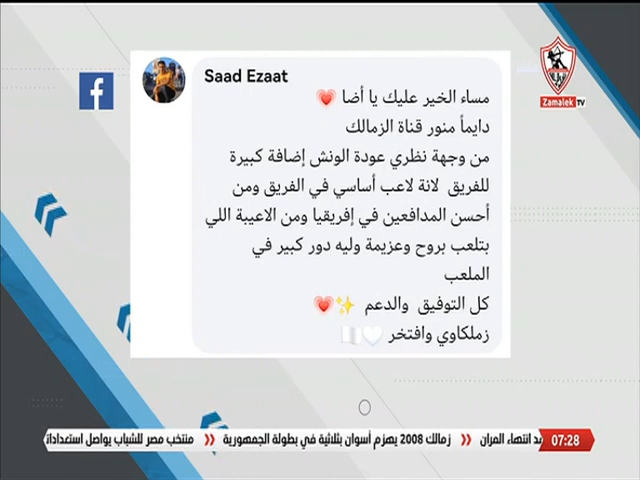 Saad Ezaat
مساء الخير عليك يا أضا
دايماً منور قناة الزمالك
من وجهة نظري عودة الونش إضافة كبيرة
للفريق لانة لاعب أساسي في الفريق ومن
أحسن المدافعين في إفريقيا ومن الاعيبة اللي
بتلعب بروح وعزيمة وليه دور كبير في
الملعب
كل التوفيق والدعم
زملكاوي وافتخر
Zamalek TV
07:28
انتهاء المران » زمالك 2008 يهزم أسوان بثلاثية في بطولة الجمهورية » منتخب مصر للشباب يواصل